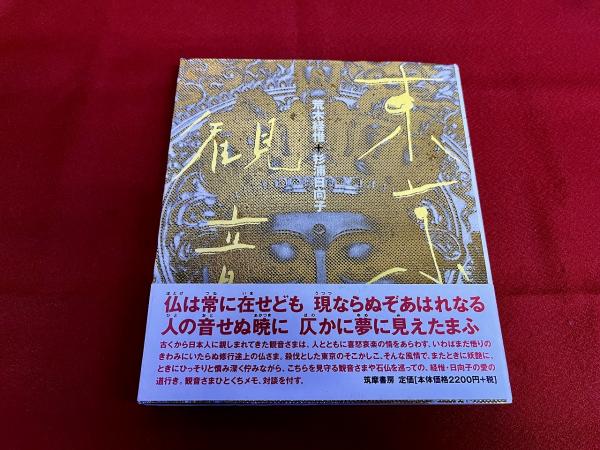 東京
観音
荒木経惟+杉浦日向子
仏は常に在せども 現ならぬぞあはれなる
人の音せぬ暁に 仄かに夢に見えたまふ
古くから日本人に親しまれてきた観音さまは、人とともに喜怒哀楽の情をあらわす、いわばまだ悟りの
きわみにいたらぬ修行途上の仏さま。殺伐とした東京のそこかしこ、そんな風情で、またときに妖艶に、
ときにひっそりと慎み深く佇みながら、こちらを見守る観音さまや石仏を巡っての、経惟・日向子の愛の
道行き。観音さまひとくちメモ、対談を付す。
筑摩書房 定価[本体価格2200円+税]